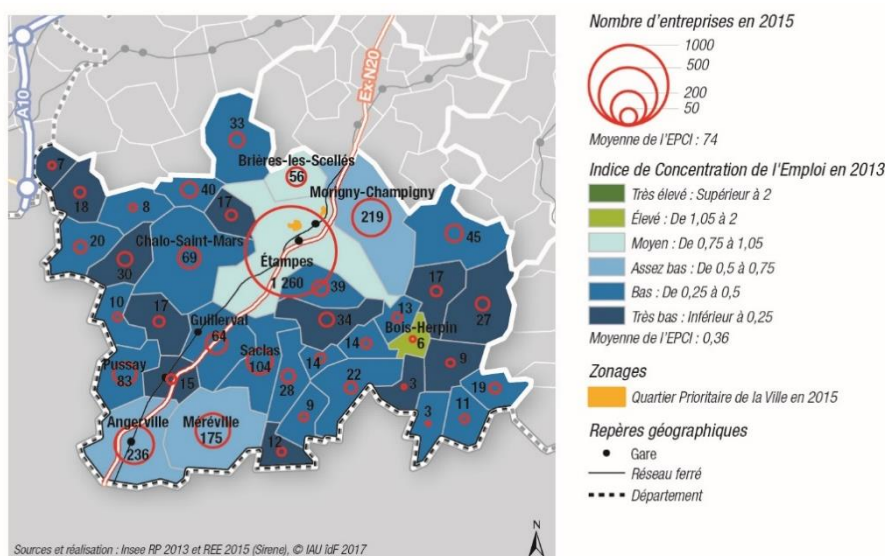 A10
Ex-N20
33
Brières-les-Scellés
56
7
40
Morigny-Champigny
18
8
17
219
20
Chalo-Saint-Mars
69
45
30
Étampes
1 260
39
17
10
17
Guillerval
64
34
13
27
Bois-Herpin
6
Saclas
104
14
14
9
Pussay
83
15
28
22
3
19
Angerville
236
Méréville
175
9
3
11
12
N
Sources et réalisation : Insee RP 2013 et REE 2015 (Sirene), © IAU îdF 2017
Nombre d'entreprises en 2015
1000
500
200
50
Moyenne de l'EPCI : 74
Indice de Concentration de l'Emploi en 2013
Très élevé : Supérieur à 2
Élevé : De 1,05 à 2
Moyen : De 0,75 à 1,05
Assez bas : De 0,5 à 0,75
Bas : De 0,25 à 0,5
Très bas : Inférieur à 0,25
Moyenne de l'EPCI : 0,36
Zonages
Quartier Prioritaire de la Ville en 2015
Repères géographiques
Gare
Réseau ferré
Département